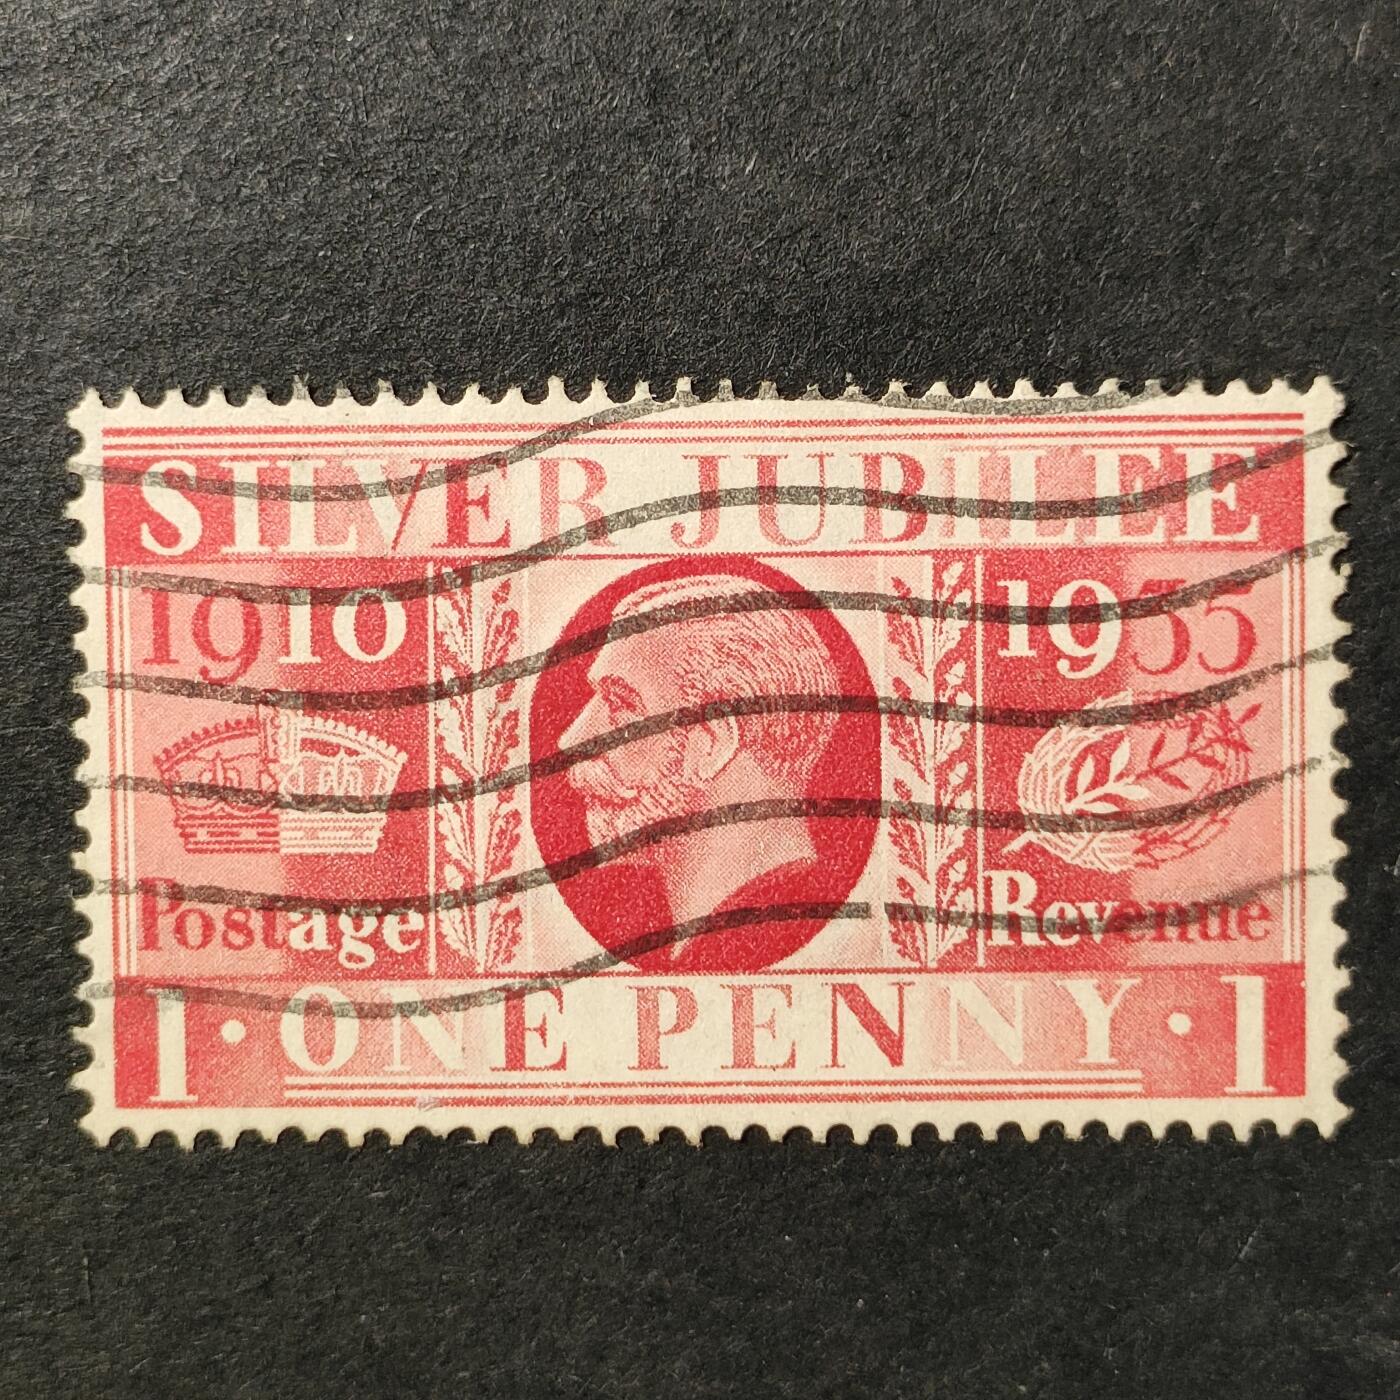 SILVER JUBILEE
1910 1935
Postage Revenue
1 · ONE PENNY · 1